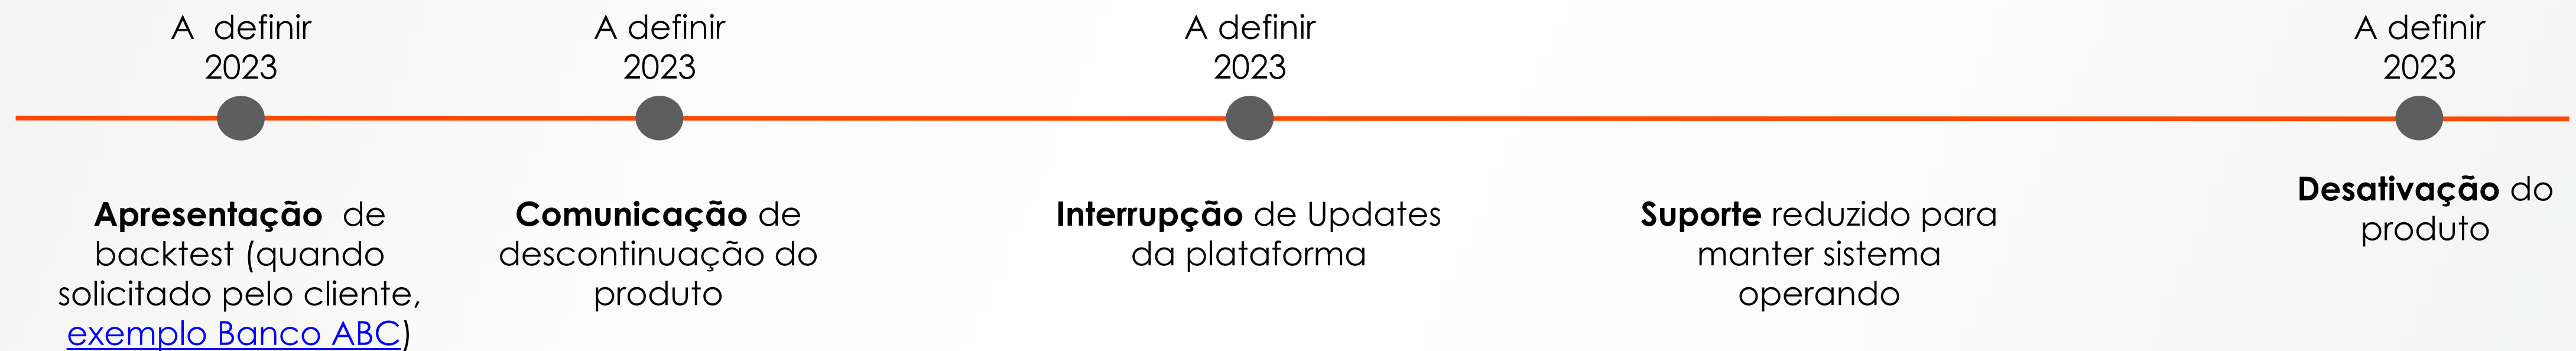 A definir
2023
A definir
2023
A definir
2023
A definir
2023
Apresentação de
backtest (quando
solicitado pelo cliente,
exemplo Banco ABC)
Comunicação de
descontinuação do
produto
Interrupção de Updates
da plataforma
Suporte reduzido para
manter sistema
operando
Desativação do
produto